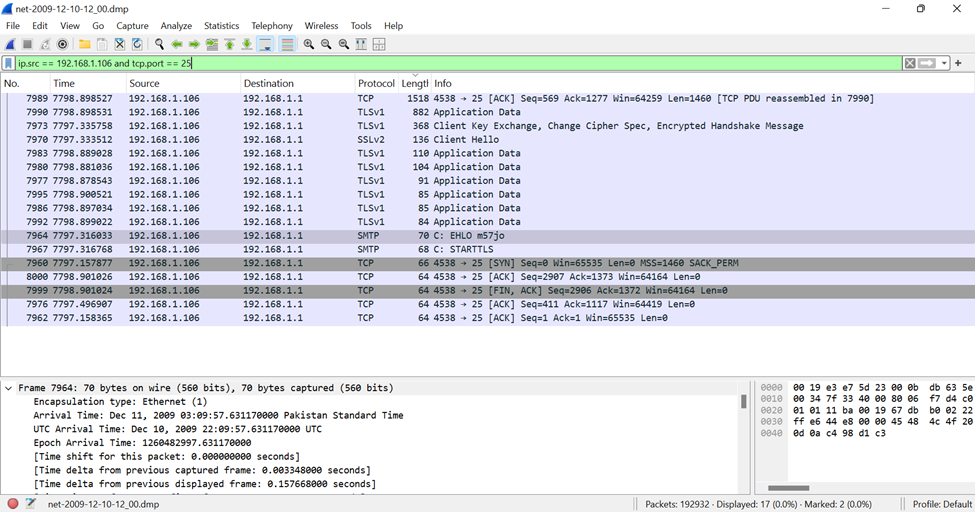 net-2009-12-10-12_00.dmp
File Edit View Go Capture Analyze Statistics Telephony Wireless Tools Help
ip.src == 192.168.1.106 and tcp.port == 25
No. Time Source Destination Protocol Lengtl Info
7989 7798.898527 192.168.1.106 192.168.1.1 TCP 1518 4538 → 25 [ACK] Seq=569 Ack=1277 Win=64259 Len=1460 [TCP PDU reassembled in 7990]
7990 7798.898531 192.168.1.106 192.168.1.1 TLSv1 882 Application Data
7973 7797.335758 192.168.1.106 192.168.1.1 TLSv1 368 Client Key Exchange, Change Cipher Spec, Encrypted Handshake Message
7970 7797.333512 192.168.1.106 192.168.1.1 SSLv2 136 Client Hello
7983 7798.889028 192.168.1.106 192.168.1.1 TLSv1 110 Application Data
7980 7798.881036 192.168.1.106 192.168.1.1 TLSv1 104 Application Data
7977 7798.878543 192.168.1.106 192.168.1.1 TLSv1 91 Application Data
7995 7798.900521 192.168.1.106 192.168.1.1 TLSv1 85 Application Data
7986 7798.897034 192.168.1.106 192.168.1.1 TLSv1 85 Application Data
7992 7798.899022 192.168.1.106 192.168.1.1 TLSv1 84 Application Data
7964 7797.316033 192.168.1.106 192.168.1.1 SMTP 70 C: EHLO m57jo
7967 7797.316768 192.168.1.106 192.168.1.1 SMTP 68 C: STARTTLS
7960 7797.157877 192.168.1.106 192.168.1.1 TCP 66 4538 → 25 [SYN] Seq=0 Win=65535 Len=0 MSS=1460 SACK_PERM
8000 7798.901026 192.168.1.106 192.168.1.1 TCP 64 4538 → 25 [ACK] Seq=2907 Ack=1373 Win=64164 Len=0
7999 7798.901024 192.168.1.106 192.168.1.1 TCP 64 4538 → 25 [FIN, ACK] Seq=2906 Ack=1372 Win=64164 Len=0
7976 7797.496907 192.168.1.106 192.168.1.1 TCP 64 4538 → 25 [ACK] Seq=411 Ack=1117 Win=64419 Len=0
7962 7797.158365 192.168.1.106 192.168.1.1 TCP 64 4538 → 25 [ACK] Seq=1 Ack=1 Win=65535 Len=0
Frame 7964: 70 bytes on wire (560 bits), 70 bytes captured (560 bits)
Encapsulation type: Ethernet (1)
Arrival Time: Dec 11, 2009 03:09:57.631170000 Pakistan Standard Time
UTC Arrival Time: Dec 10, 2009 22:09:57.631170000 UTC
Epoch Arrival Time: 1260482997.631170000
[Time shift for this packet: 0.000000000 seconds]
[Time delta from previous captured frame: 0.003348000 seconds]
[Time delta from previous displayed frame: 0.157668000 seconds]
0000 00 19 e3 e7 5d 23 00 0b db 63 5e
0010 00 34 7f 33 40 00 80 06 f7 d4 c0
0020 01 01 11 ba 00 19 67 db b0 02 22
0030 ff e6 44 e8 00 00 45 48 4c 4f 20
0040 0d 0a c4 98 d1 c3
net-2009-12-10-12_00.dmp
Packets: 192932 · Displayed: 17 (0.0%) · Marked: 2 (0.0%)
Profile: Default